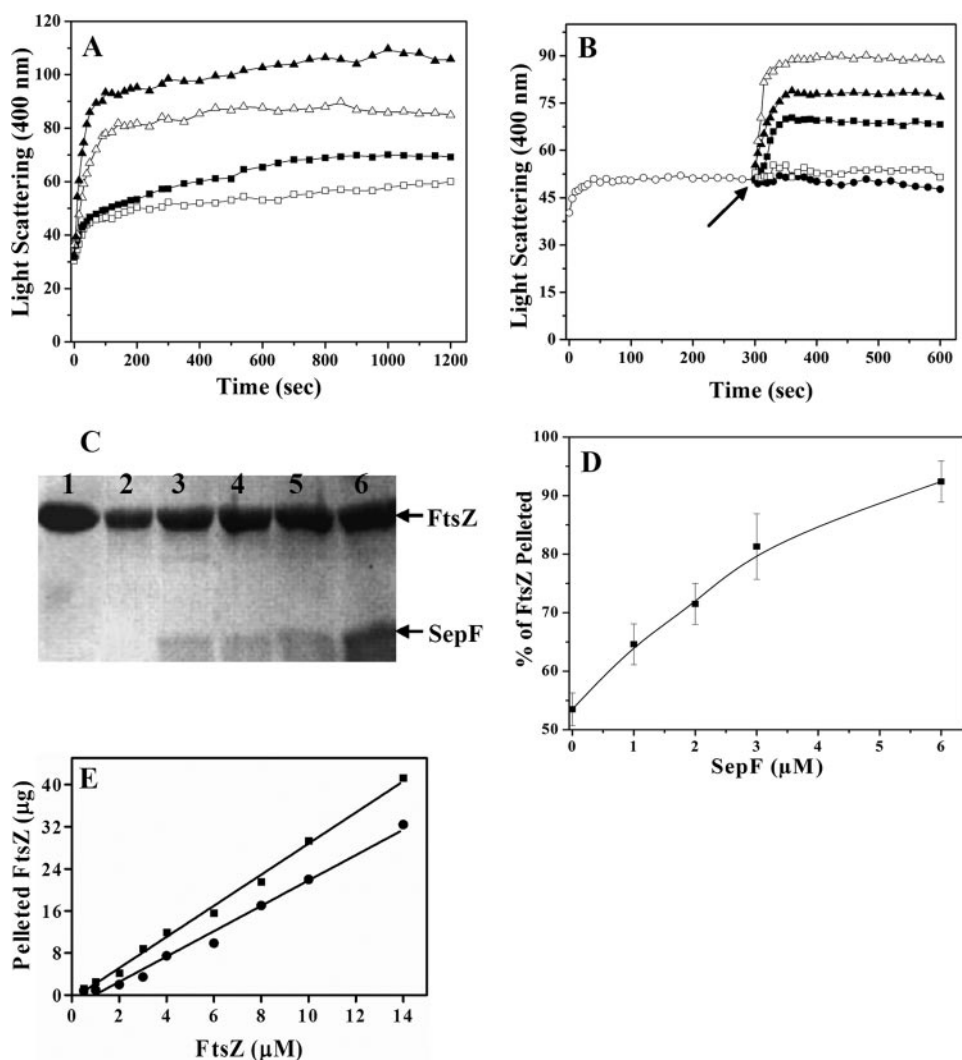 A
Light Scattering (400 nm)
120
100
80
60
40
20
0
0 200 400 600 800 1000 1200
Time (sec)
B
Light Scattering (400 nm)
90
75
60
45
30
15
0
0 100 200 300 400 500 600
Time (sec)
C
1 2 3 4 5 6
FtsZ
SepF
D
% of FtsZ Pelleted
100
90
80
70
60
50
0 1 2 3 4 5 6
SepF (µM)
E
Pelleted FtsZ (µg)
40
32
24
16
8
0
0 2 4 6 8 10 12 14
FtsZ (µM)